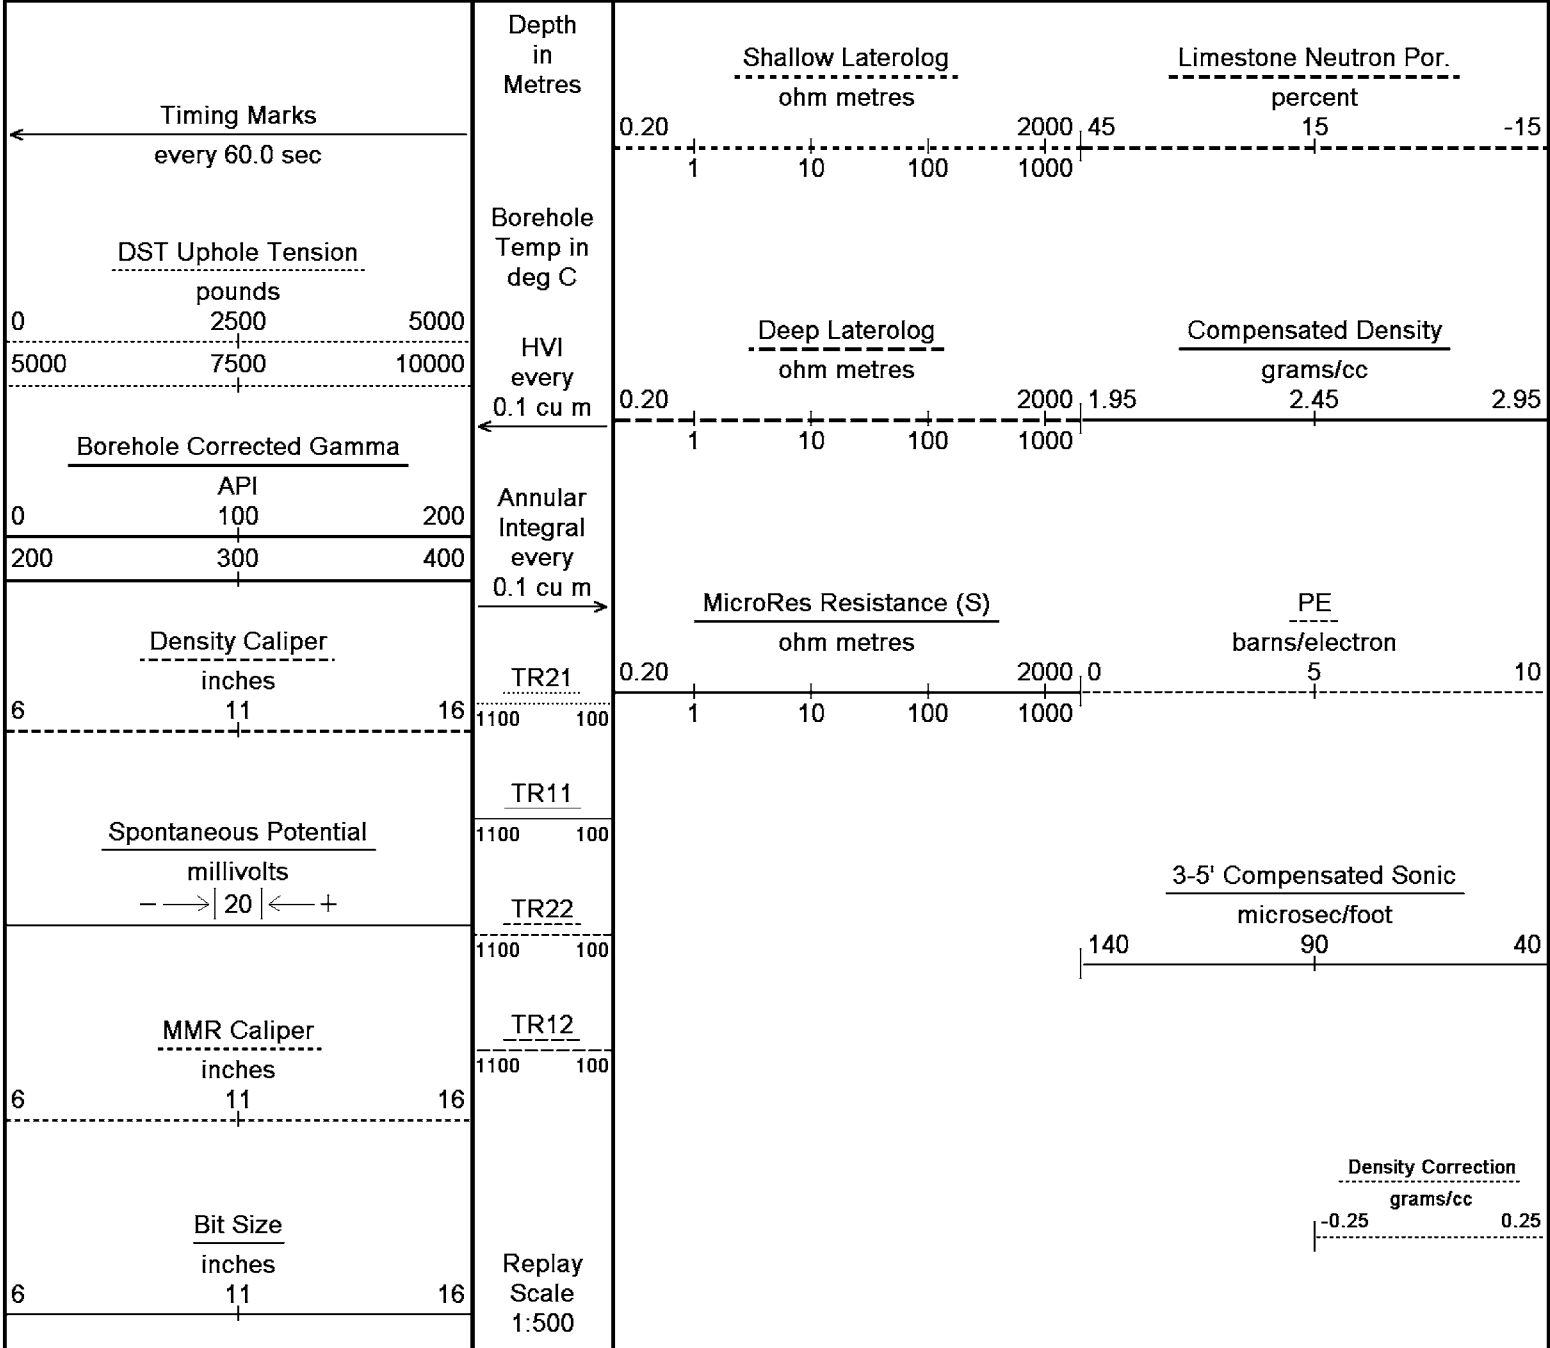 Timing Marks
every 60.0 sec
DST Uphole Tension
pounds
0 2500 5000
5000 7500 10000
Borehole Corrected Gamma
API
0 100 200
200 300 400
Density Caliper
inches
6 11 16
Spontaneous Potential
millivolts
− 20 +
MMR Caliper
inches
6 11 16
Bit Size
inches
6 11 16
Depth
in
Metres
Borehole
Temp in
deg C
HVI
every
0.1 cu m
Annular
Integral
every
0.1 cu m
TR21
1100 100
TR11
1100 100
TR22
1100 100
TR12
1100 100
Replay
Scale
1:500
Shallow Laterolog
ohm metres
0.20 2000
1 10 100 1000
Deep Laterolog
ohm metres
0.20 2000
1 10 100 1000
MicroRes Resistance (S)
ohm metres
0.20 2000
1 10 100 1000
Limestone Neutron Por.
percent
45 15 -15
Compensated Density
grams/cc
1.95 2.45 2.95
PE
barns/electron
0 5 10
3-5' Compensated Sonic
microsec/foot
140 90 40
Density Correction
grams/cc
-0.25 0.25